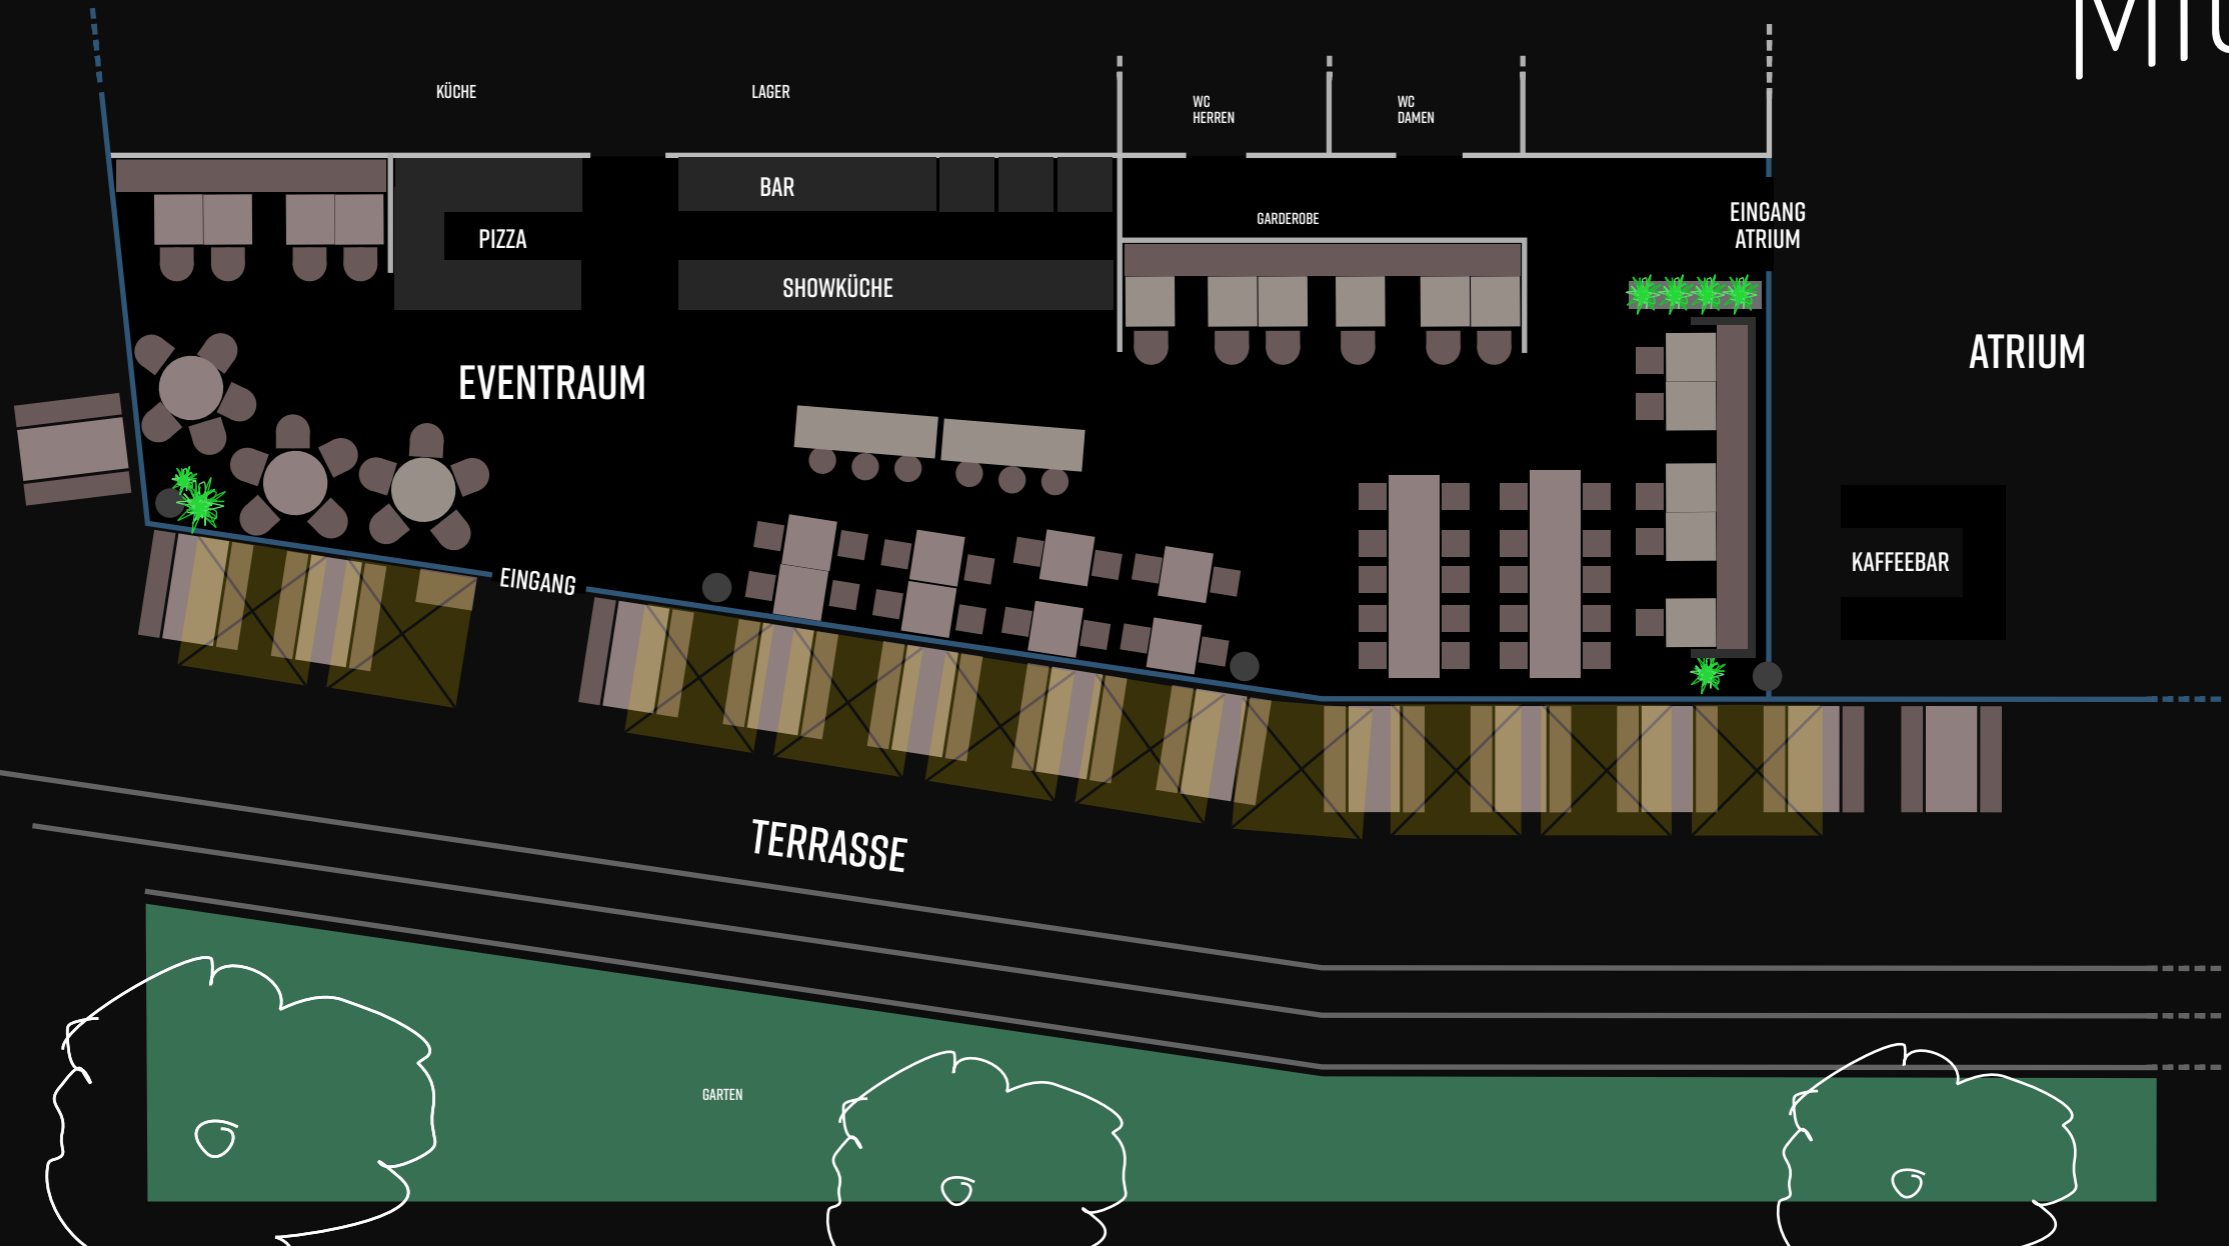 KÜCHE
LAGER
WC
HERREN
WC
DAMEN
BAR
PIZZA
GARDEROBE
EINGANG
ATRIUM
SHOWKÜCHE
EVENTRAUM
ATRIUM
EINGANG
KAFFEEBAR
TERRASSE
GARTEN